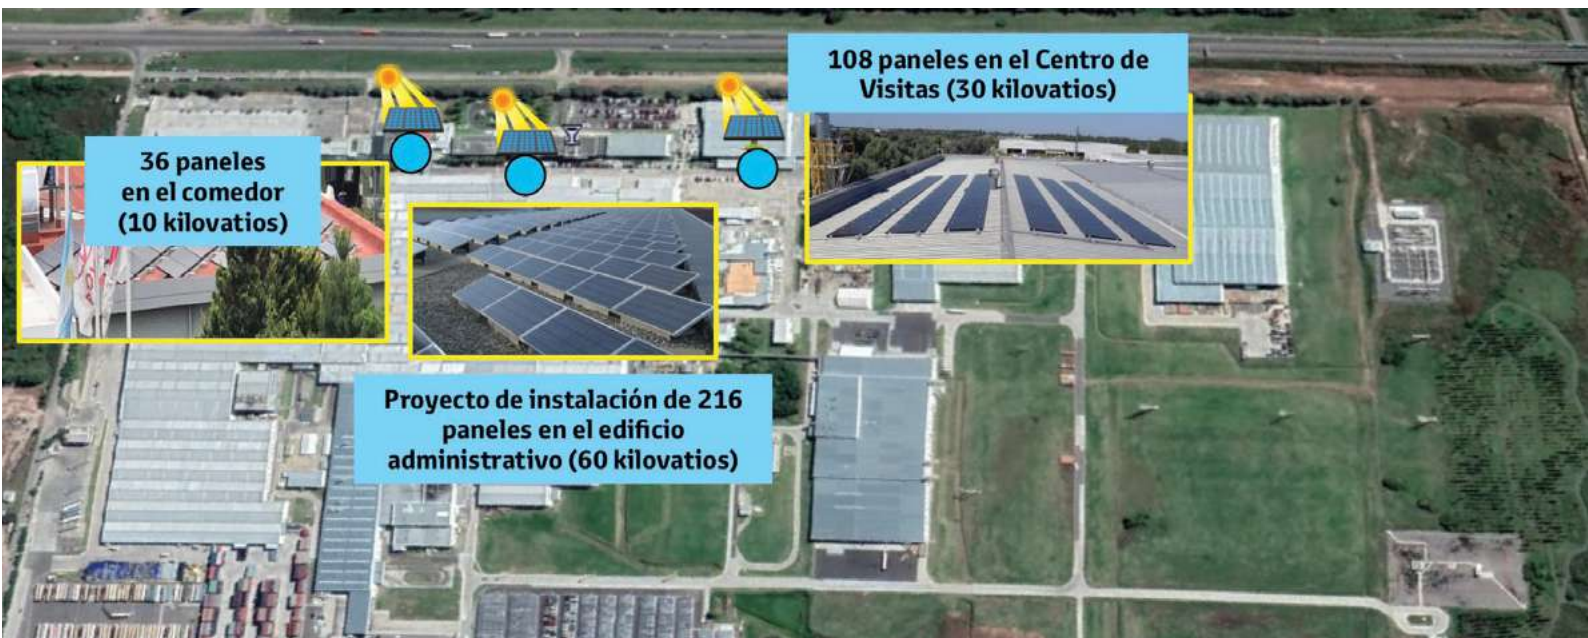 36 paneles
en el comedor
(10 kilovatios)
Proyecto de instalación de 216
paneles en el edificio
administrativo (60 kilovatios)
108 paneles en el Centro de
Visitas (30 kilovatios)